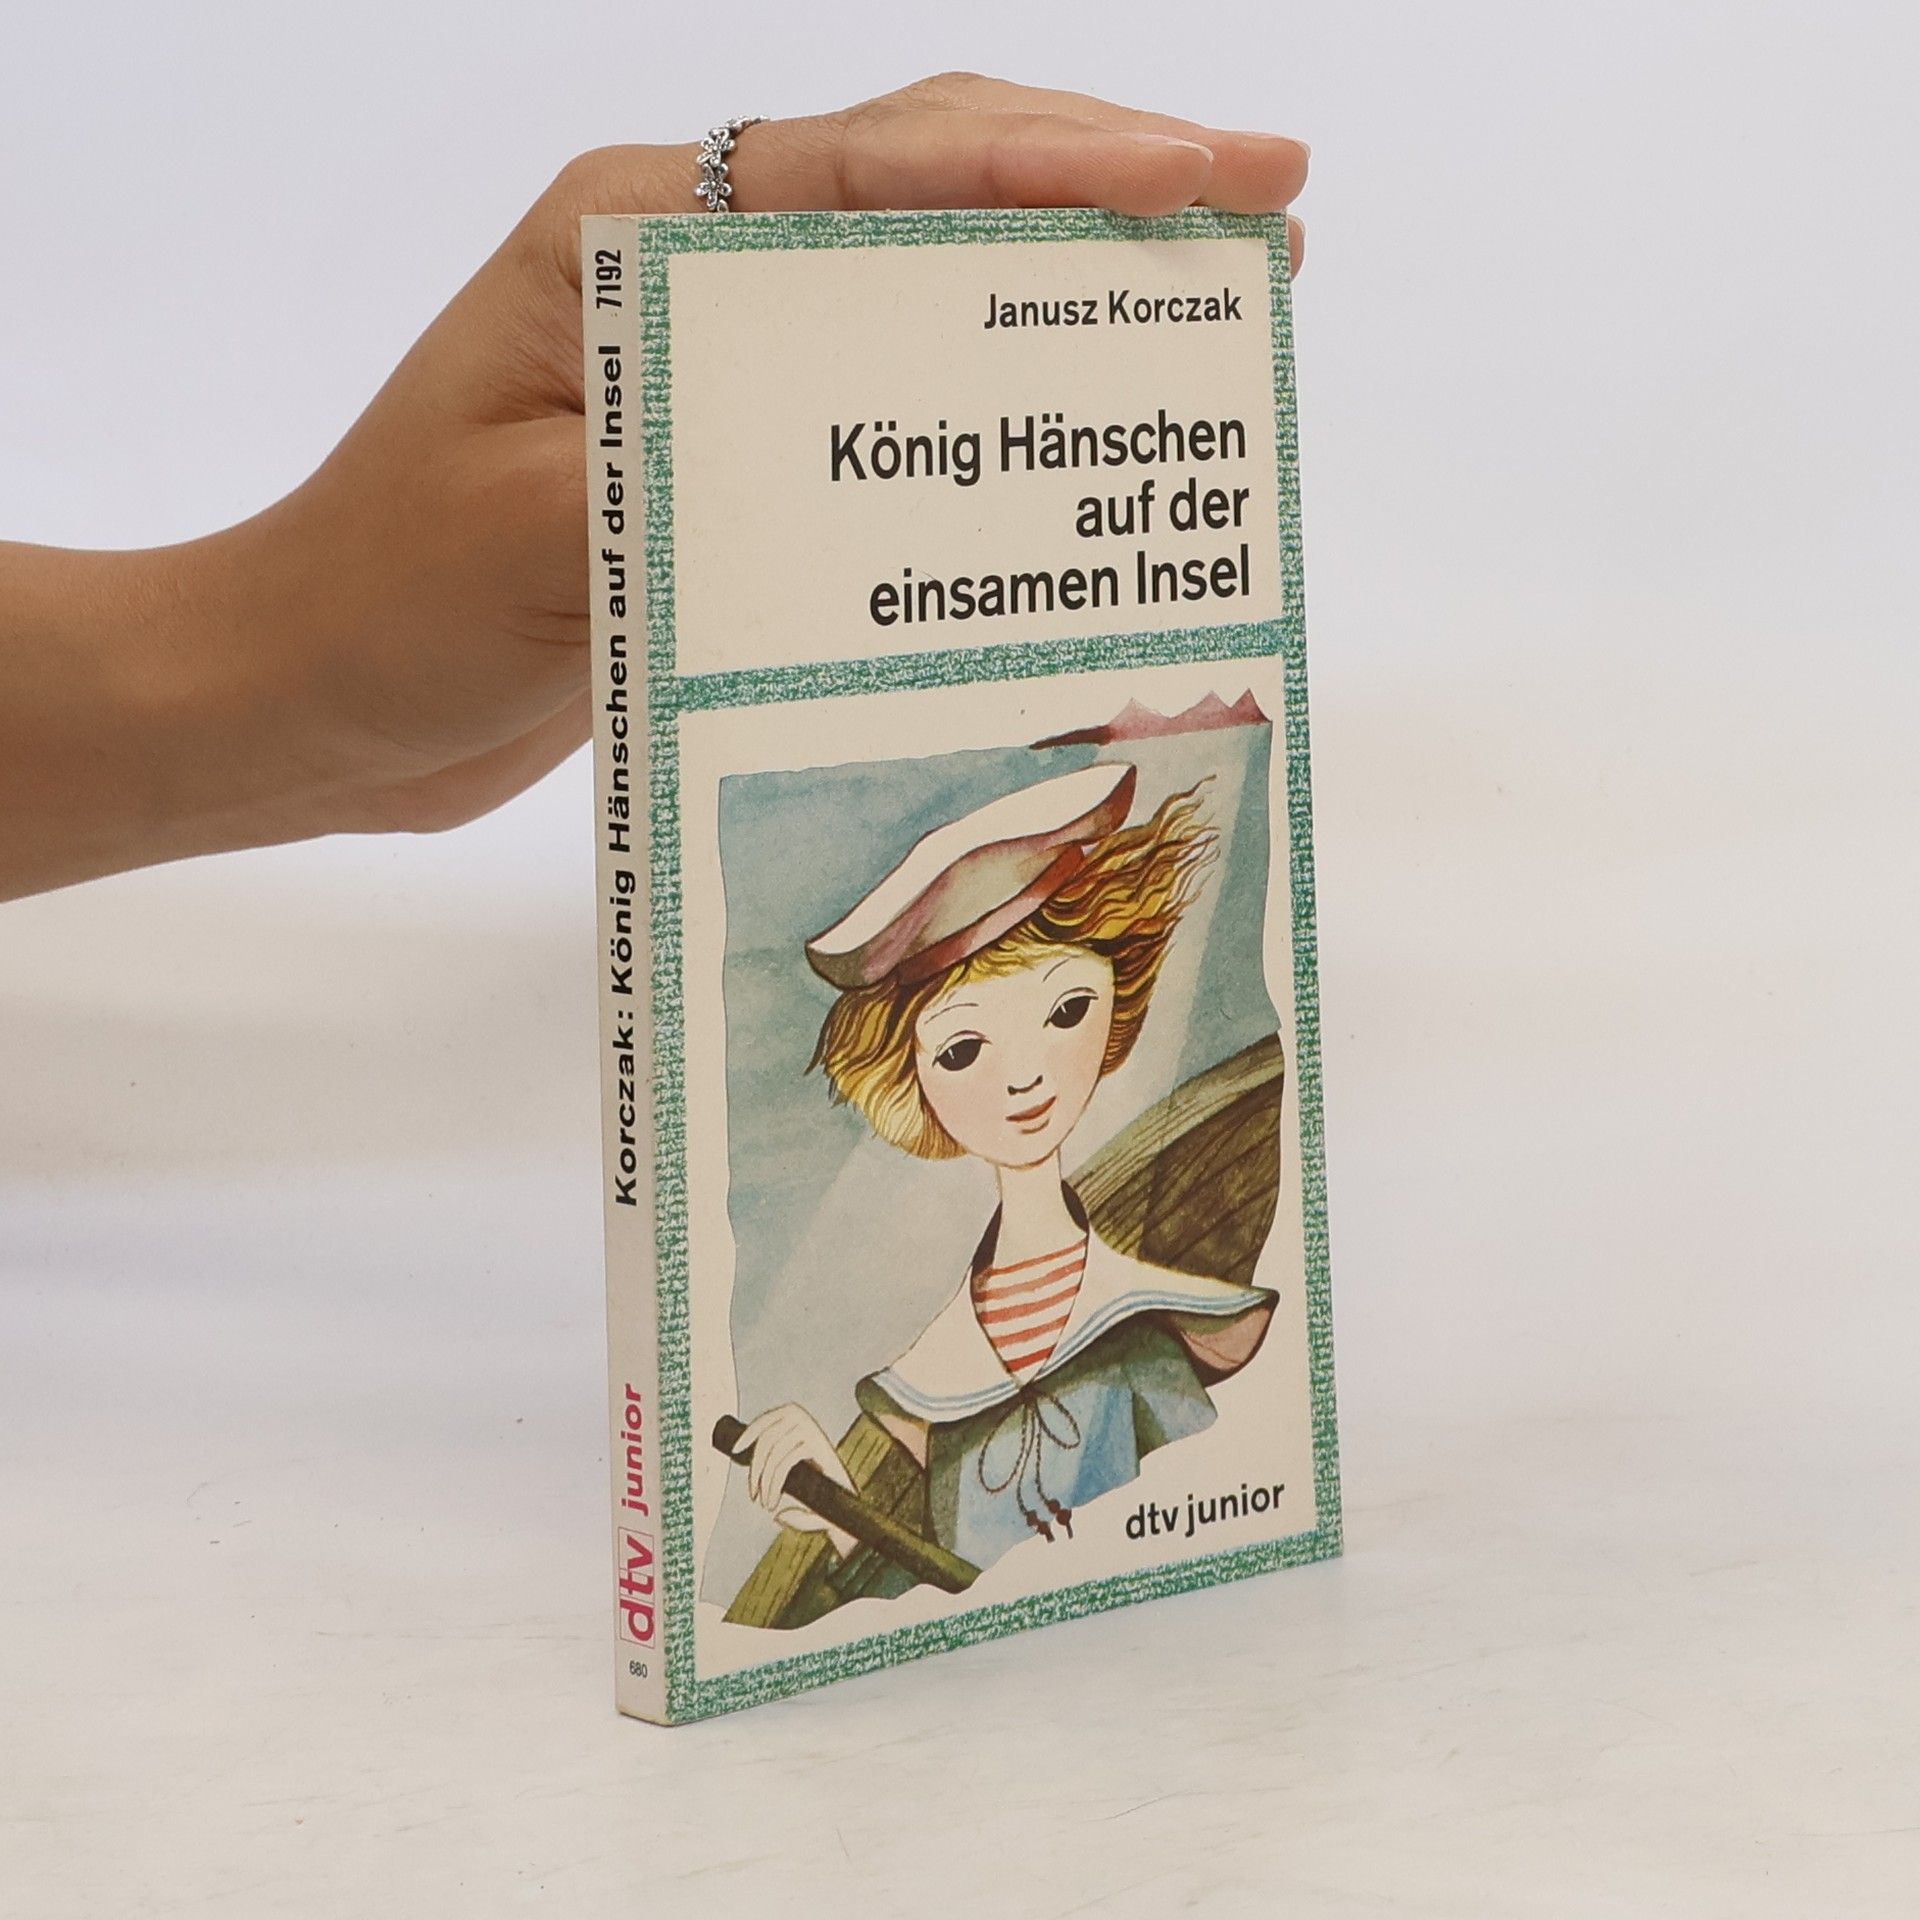 Janusz Korczak
König Hänschen
auf der
einsamen Insel
dtv junior
Korczak: König Hänschen auf der Insel 7192
dtv junior
680